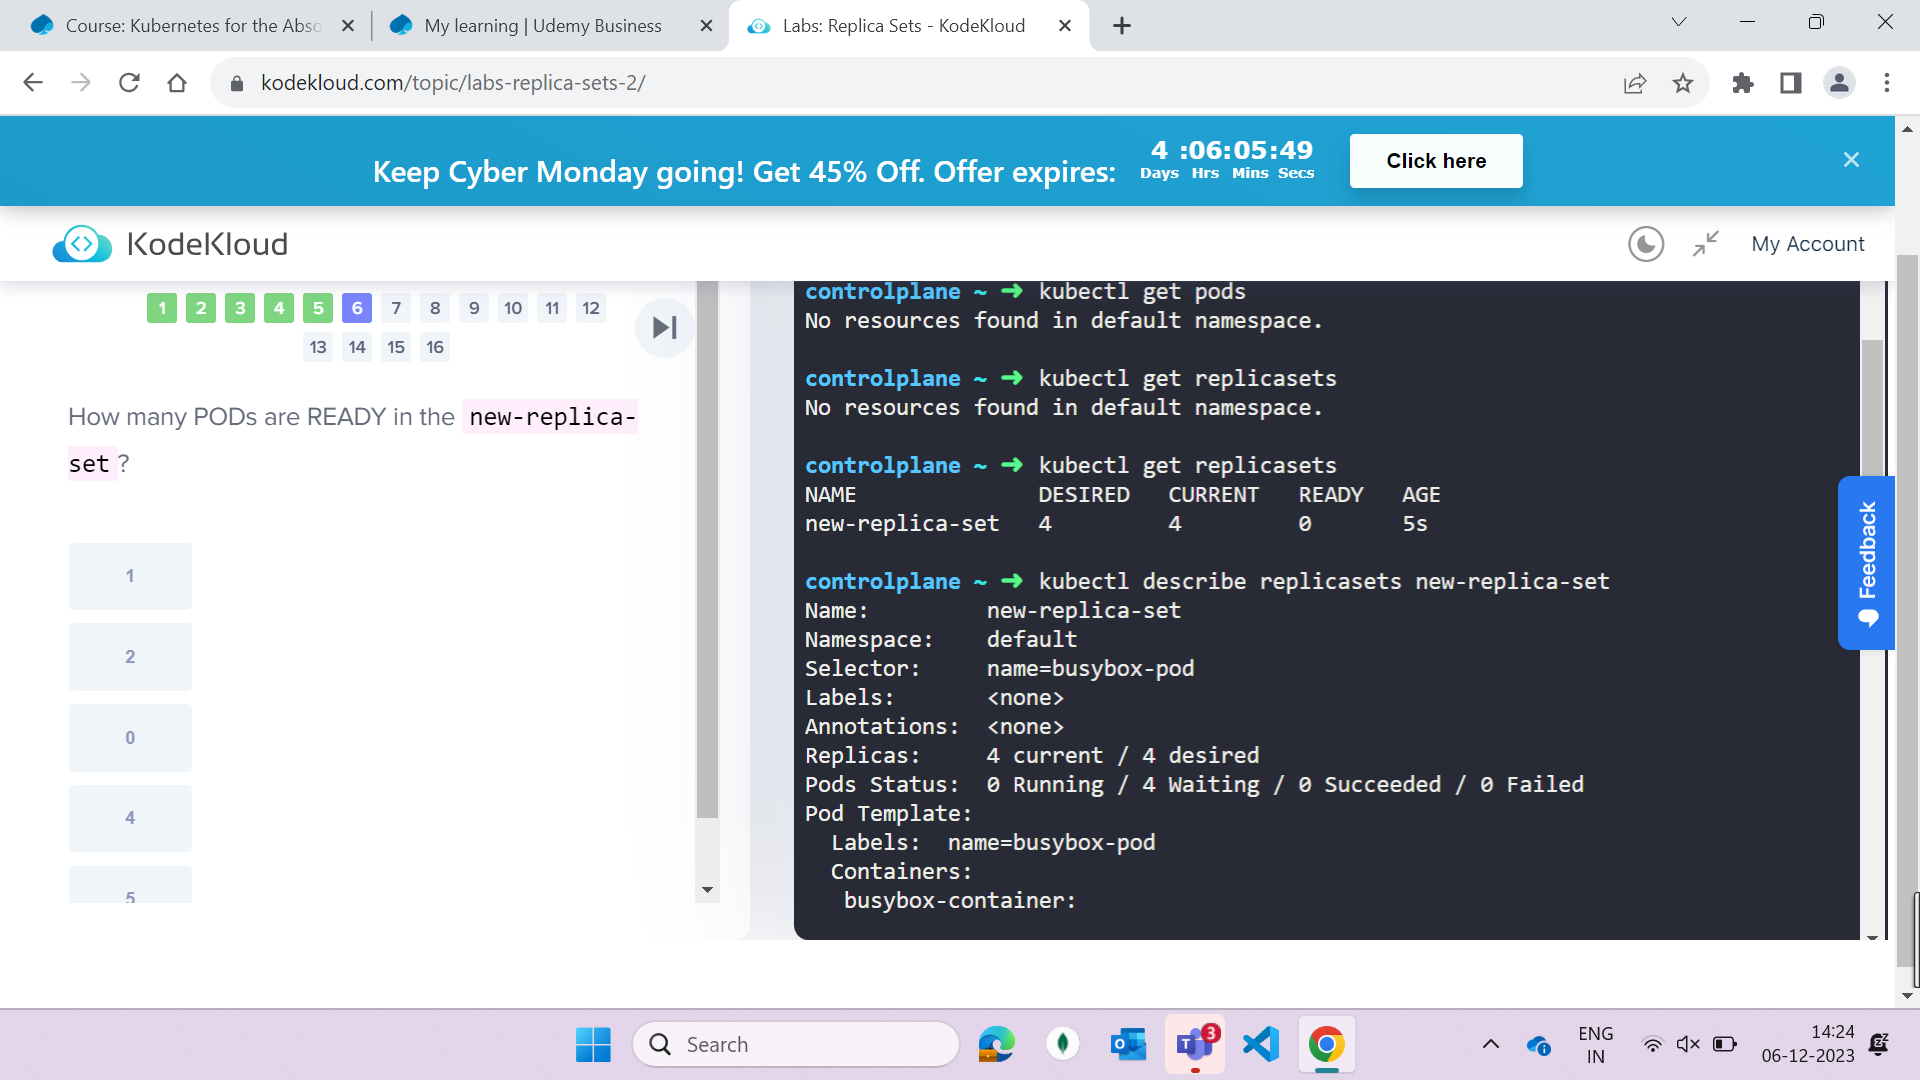 Course: Kubernetes for the Abso
My learning | Udemy Business
Labs: Replica Sets - KodeKloud
kodekloud.com/topic/labs-replica-sets-2/
Keep Cyber Monday going! Get 45% Off. Offer expires:
4 :06:05:49
Days Hrs Mins Secs
Click here
KodeKloud
My Account
1 2 3 4 5 6 7 8 9 10 11 12
13 14 15 16
How many PODs are READY in the new-replica-
set ?
1
2
0
4
5
controlplane ~ ➜ kubectl get pods
No resources found in default namespace.
controlplane ~ ➜ kubectl get replicasets
No resources found in default namespace.
controlplane ~ ➜ kubectl get replicasets
NAME DESIRED CURRENT READY AGE
new-replica-set 4 4 0 5s
controlplane ~ ➜ kubectl describe replicasets new-replica-set
Name: new-replica-set
Namespace: default
Selector: name=busybox-pod
Labels: <none>
Annotations: <none>
Replicas: 4 current / 4 desired
Pods Status: 0 Running / 4 Waiting / 0 Succeeded / 0 Failed
Pod Template:
Labels: name=busybox-pod
Containers:
busybox-container:
Feedback
Search
3
ENG
IN
14:24
06-12-2023